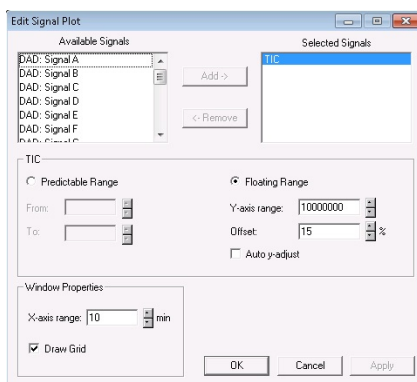 Edit Signal Plot
Available Signals
Selected Signals
DAD: Signal A
DAD: Signal B
DAD: Signal C
DAD: Signal D
DAD: Signal E
DAD: Signal F
TIC
Add ->
<- Remove
TIC
Predictable Range
Floating Range
From:
Y-axis range: 10000000
To:
Offset: 15 %
Auto y-adjust
Window Properties
X-axis range: 10 min
Draw Grid
OK
Cancel
Apply